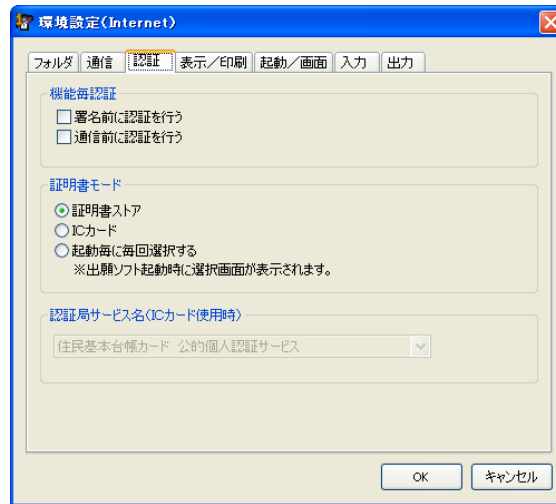 環境設定(Internet)
フォルダ 通信 認証 表示／印刷 起動／画面 入力 出力
機能毎認証
署名前に認証を行う
通信前に認証を行う
証明書モード
証明書ストア
ICカード
起動毎に毎回選択する
※出願ソフト起動時に選択画面が表示されます。
認証局サービス名(ICカード使用時)
住民基本台帳カード 公的個人認証サービス
OK キャンセル